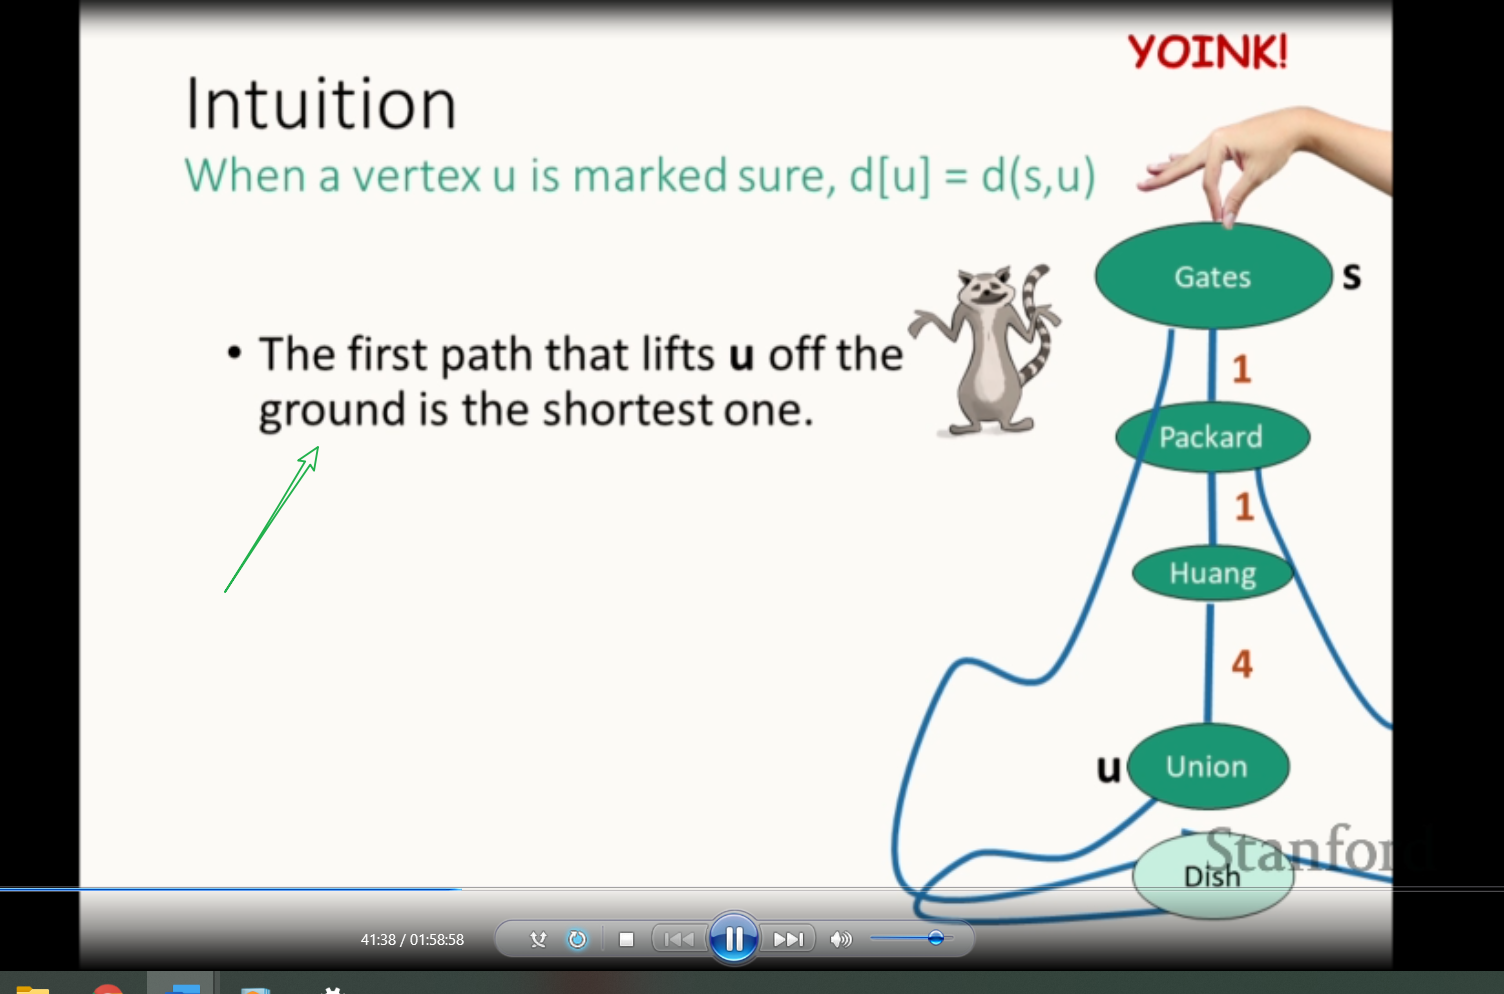 YOINK!
Intuition
When a vertex u is marked sure, d[u] = d(s,u)
Gates
s
• The first path that lifts u off the
ground is the shortest one.
1
Packard
1
Huang
4
u
Union
Stanford
Dish
41:38 / 01:58:58